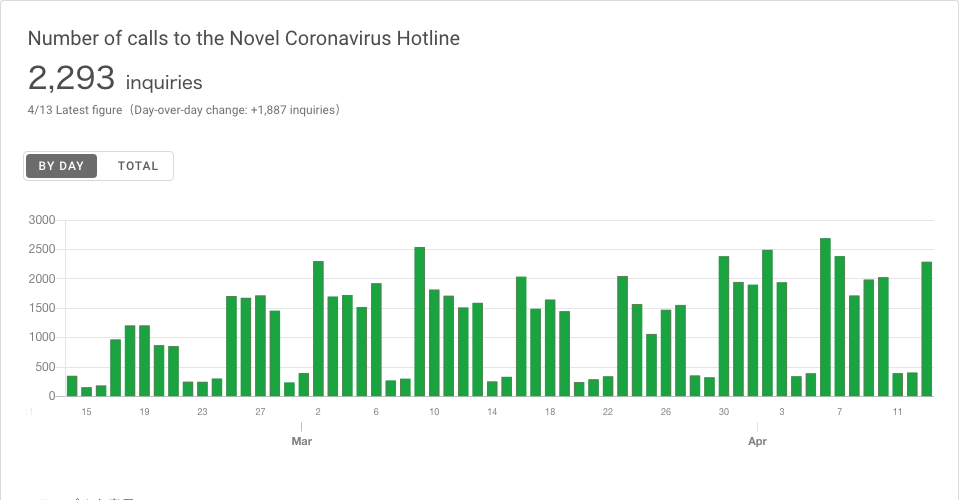 Number of calls to the Novel Coronavirus Hotline
2,293 inquiries
4/13 Latest figure（Day-over-day change: +1,887 inquiries）
BY DAY TOTAL
3000
2500
2000
1500
1000
500
0
15 19 23 27 2 6 10 14 18 22 26 30 3 7 11
Mar Apr